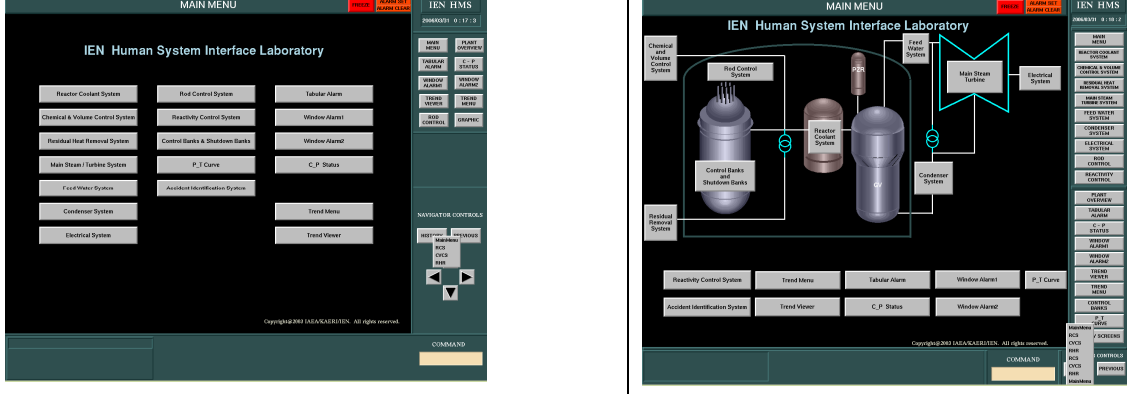 MAIN MENU
FREEZE
ALARM SET
ALARM CLEAR
IEN HMS
2006/03/31 0 : 17 : 3
IEN Human System Interface Laboratory
Reactor Coolant System
Rod Control System
Tabular Alarm
Chemical & Volume Control System
Reactivity Control System
Window Alarm1
Residual Heat Removal System
Control Banks & Shutdown Banks
Window Alarm2
Main Steam / Turbine System
P_T Curve
C_P Status
Feed Water System
Accident Identification System
Condenser System
Trend Menu
Electrical System
Trend Viewer
MAIN
MENU
PLANT
OVERVIEW
TABULAR
ALARM
C - P
STATUS
WINDOW
ALARM1
WINDOW
ALARM2
TREND
VIEWER
TREND
MENU
ROD
CONTROL
GRAPHIC
NAVIGATOR CONTROLS
MainMenu
RCS
CVCS
RHR
Copyright@2003 IAEA/KAERI/IEN. All rights reserved.
COMMAND
MAIN MENU
FREEZE
ALARM SET
ALARM CLEAR
IEN HMS
IEN Human System Interface Laboratory
Chemical
and
Volume
Control
System
Rod Control
System
PZR
Feed
Water
System
Main Steam
Turbine
Electrical
System
Reactor
Coolant
System
Control Banks
and
Shutdown Banks
Condenser
System
Residual
Removal
System
Reactivity Control System
Trend Menu
Tabular Alarm
Window Alarm1
P_T Curve
Accident Identification System
Trend Viewer
C_P Status
Window Alarm2
Copyright@2003 IAEA/KAERI/IEN. All rights reserved.
COMMAND
MAIN
MENU
REACTOR COOLANT
SYSTEM
CHEMICAL & VOLUME
CONTROL SYSTEM
RESIDUAL HEAT
REMOVAL SYSTEM
MAIN STEAM
TURBINE SYSTEM
FEED WATER
SYSTEM
CONDENSER
SYSTEM
ELECTRICAL
SYSTEM
ROD
CONTROL
REACTIVITY
CONTROL
PLANT
OVERVIEW
TABULAR
ALARM
C - P
STATUS
WINDOW
ALARM1
WINDOW
ALARM2
TREND
VIEWER
TREND
MENU
CONTROL
BANKS
P_T
SCREENS
CONTROLS
PREVIOUS
MainMenu
RCS
CVCS
RHR
RCS
CVCS
RHR
MainMenu